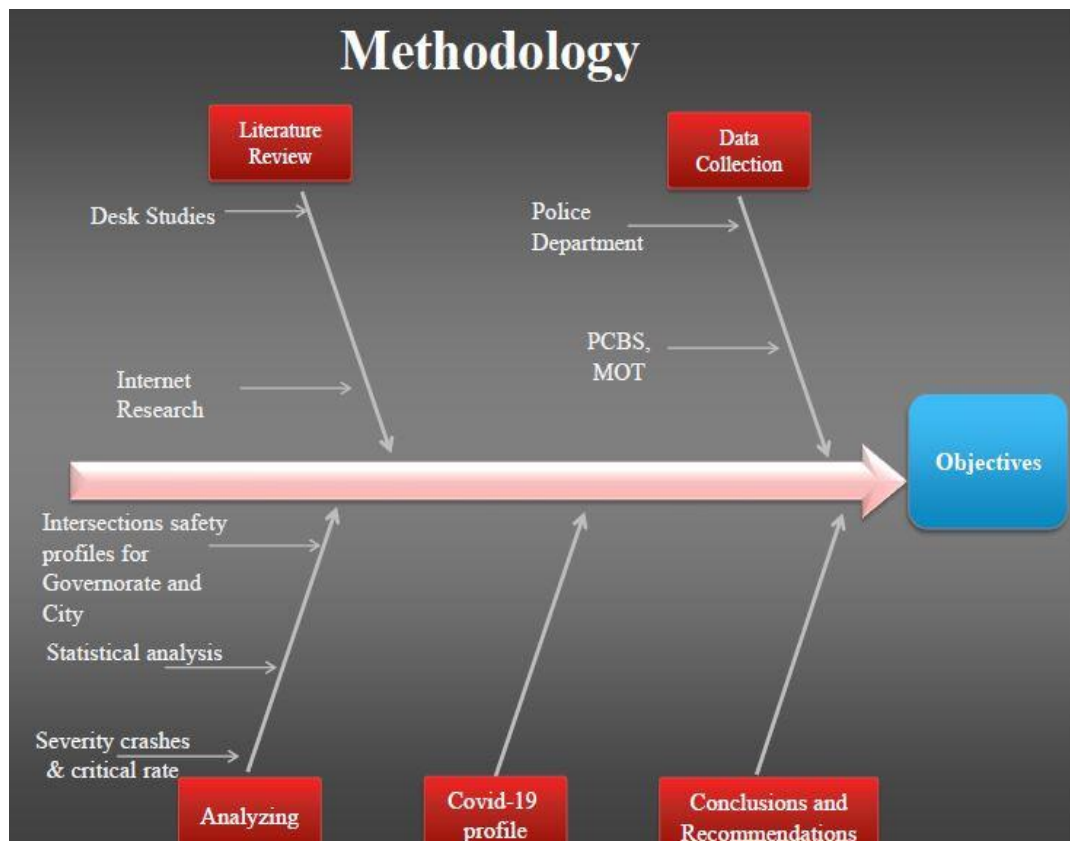 Methodology
Literature
Review
Data
Collection
Desk Studies
Police
Department
PCBS,
MOT
Internet
Research
Objectives
Intersections safety
profiles for
Governorate and
City
Statistical analysis
Severity crashes
& critical rate
Analyzing
Covid-19
profile
Conclusions and
Recommendations